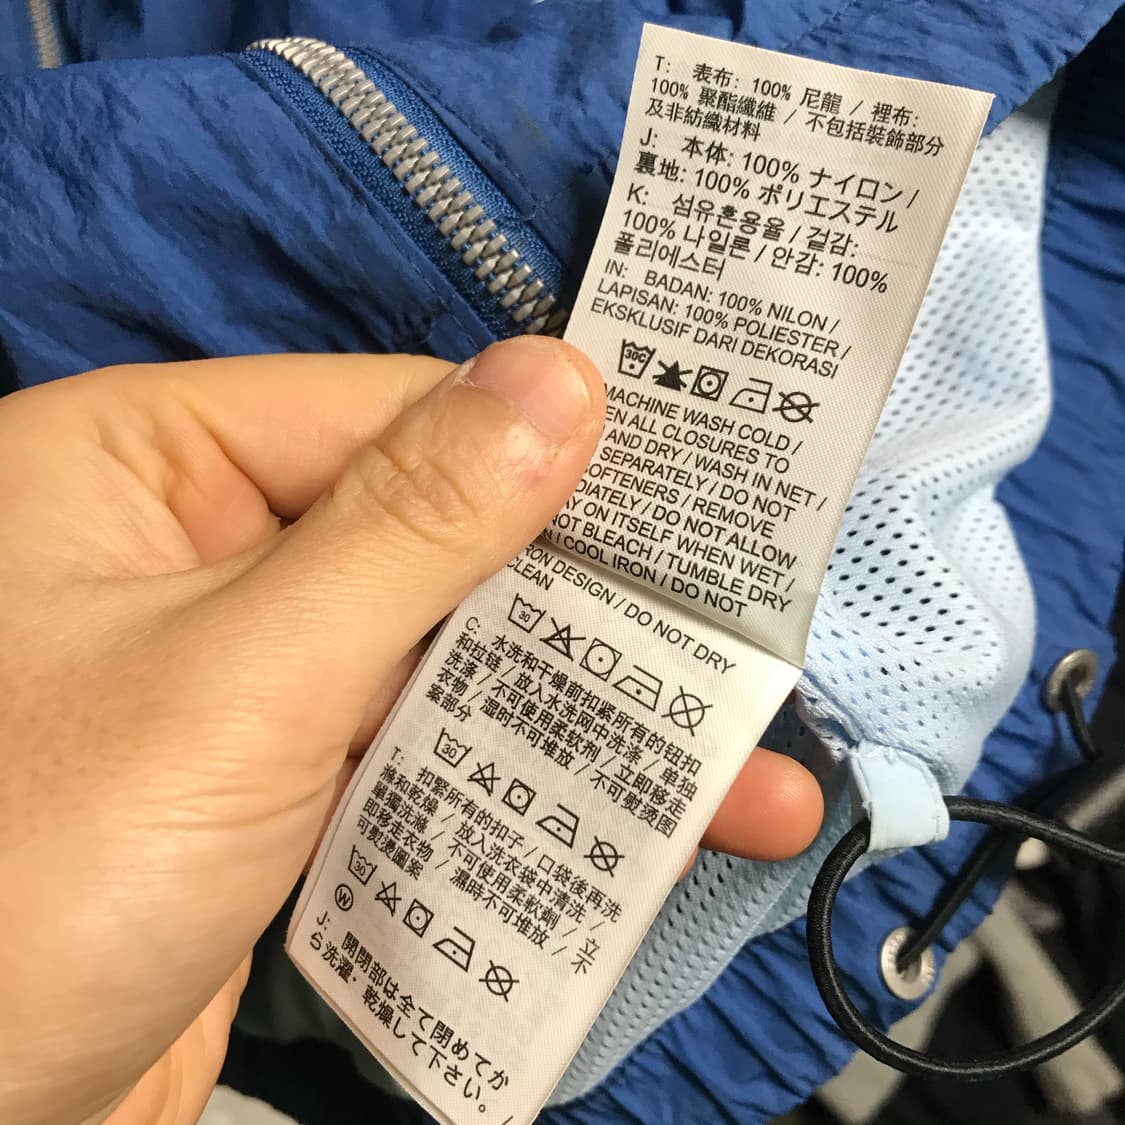 T: 表布: 100% 尼龍 / 裡布:
100% 聚酯纖維 / 不包括裝飾部分
及非紡織材料
J: 本体: 100% ナイロン /
裏地: 100% ポリエステル
K: 섬유혼용율 / 겉감:
100% 나일론 / 안감: 100%
폴리에스터
IN: BADAN: 100% NILON /
LAPISAN: 100% POLIESTER /
EKSKLUSIF DARI DEKORASI
30C
MACHINE WASH COLD /
EN ALL CLOSURES TO
AND DRY / WASH IN NET /
SEPARATELY / DO NOT
OFTENERS / REMOVE
DIATELY / DO NOT ALLOW
AY ON ITSELF WHEN WET /
NOT BLEACH / TUMBLE DRY
N ! COOL IRON / DO NOT
RON DESIGN / DO NOT DRY
CLEAN
30
C: 水洗和干燥前扣紧所有的钮扣
和拉链 / 放入水洗网中洗涤 / 单独
洗涤 / 不可使用柔软剂 / 立即移走
衣物 / 湿时不可堆放 / 不可熨烫图
案部分
30
T: 扣緊所有的扣子 / 口袋後再洗
滌和乾燥 / 放入洗衣袋中清洗 /
單獨洗滌 / 不可使用柔軟劑 / 立
即移走衣物 / 濕時不可堆放 / 不
可熨燙圖案
30
W
J: 開閉部は全て閉めてか
ら洗濯・乾燥して下さい。 /